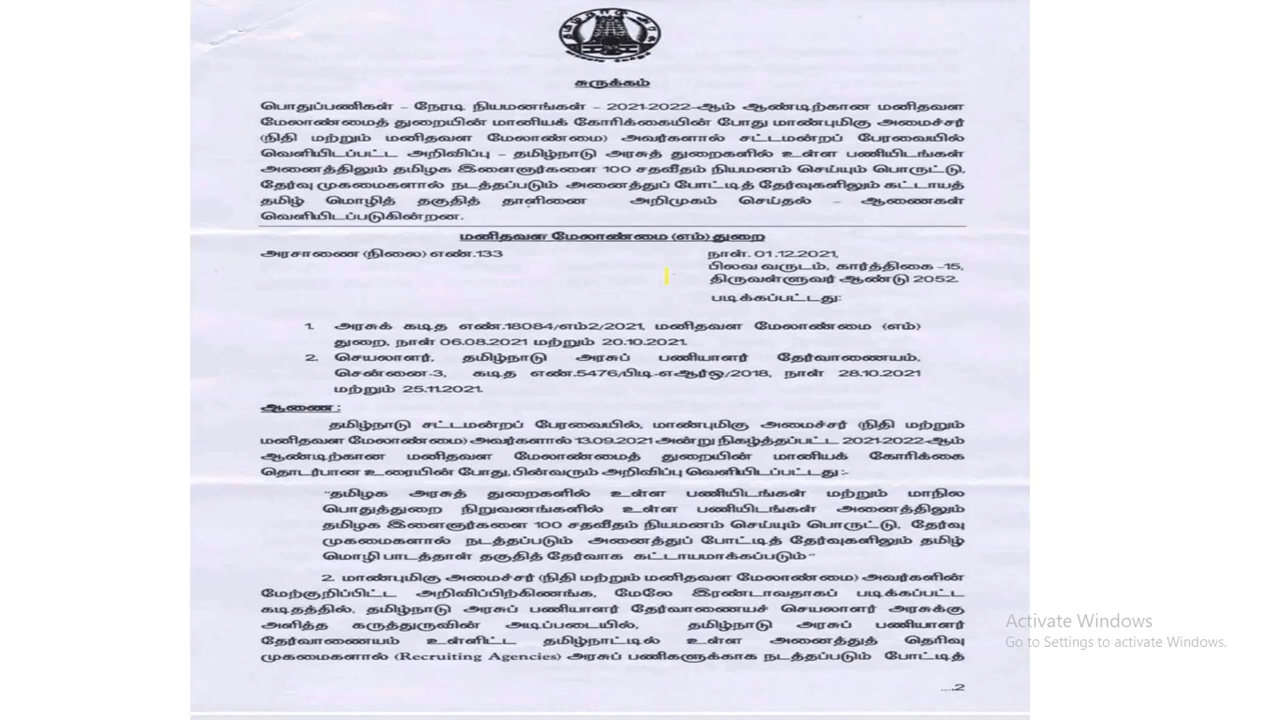 சுருக்கம்
பொதுப்பணிகள் – நேரடி நியமனங்கள் – 2021-2022-ஆம் ஆண்டிற்கான மனிதவள
மேலாண்மைத் துறையின் மானியக் கோரிக்கையின் போது மாண்புமிகு அமைச்சர்
(நிதி மற்றும் மனிதவள மேலாண்மை) அவர்களால் சட்டமன்றப் பேரவையில்
வெளியிடப்பட்ட அறிவிப்பு – தமிழ்நாடு அரசுத் துறைகளில் உள்ள பணியிடங்கள்
அனைத்திலும் தமிழக இளைஞர்களை 100 சதவீதம் நியமனம் செய்யும் பொருட்டு,
தேர்வு முகமைகளால் நடத்தப்படும் அனைத்துப் போட்டித் தேர்வுகளிலும் கட்டாயத்
தமிழ் மொழித் தகுதித் தாளினை அறிமுகம் செய்தல் – ஆணைகள்
வெளியிடப்படுகின்றன.
மனிதவள மேலாண்மை (எம்) துறை
அரசாணை (நிலை) எண்.133
நாள். 01.12.2021,
பிலவ வருடம், கார்த்திகை –15,
திருவள்ளுவர் ஆண்டு 2052.
படிக்கப்பட்டது:
1. அரசுக் கடித எண்.18084/எம்2/2021, மனிதவள மேலாண்மை (எம்)
துறை, நாள் 06.08.2021 மற்றும் 20.10.2021.
2. செயலாளர், தமிழ்நாடு அரசுப் பணியாளர் தேர்வாணையம்,
சென்னை-3, கடித எண்.5476/பிடி-எஆர்ஒ/2018, நாள் 28.10.2021
மற்றும் 25.11.2021.
ஆணை :
தமிழ்நாடு சட்டமன்றப் பேரவையில், மாண்புமிகு அமைச்சர் (நிதி மற்றும்
மனிதவள மேலாண்மை) அவர்களால் 13.09.2021 அன்று நிகழ்த்தப்பட்ட 2021-2022-ஆம்
ஆண்டிற்கான மனிதவள மேலாண்மைத் துறையின் மானியக் கோரிக்கை
தொடர்பான உரையின் போது, பின்வரும் அறிவிப்பு வெளியிடப்பட்டது:-
"தமிழக அரசுத் துறைகளில் உள்ள பணியிடங்கள் மற்றும் மாநில
பொதுத்துறை நிறுவனங்களில் உள்ள பணியிடங்கள் அனைத்திலும்
தமிழக இளைஞர்களை 100 சதவீதம் நியமனம் செய்யும் பொருட்டு, தேர்வு
முகமைகளால் நடத்தப்படும் அனைத்துப் போட்டித் தேர்வுகளிலும் தமிழ்
மொழி பாடத்தாள் தகுதித் தேர்வாக கட்டாயமாக்கப்படும்"
2. மாண்புமிகு அமைச்சர் (நிதி மற்றும் மனிதவள மேலாண்மை) அவர்களின்
மேற்குறிப்பிட்ட அறிவிப்பிற்கிணங்க, மேலே இரண்டாவதாகப் படிக்கப்பட்ட
கடிதத்தில், தமிழ்நாடு அரசுப் பணியாளர் தேர்வாணையச் செயலாளர் அரசுக்கு
அளித்த கருத்துருவின் அடிப்படையில், தமிழ்நாடு அரசுப் பணியாளர்
தேர்வாணையம் உள்ளிட்ட தமிழ்நாட்டில் உள்ள அனைத்துத் தெரிவு
முகமைகளால் (Recruiting Agencies) அரசுப் பணிகளுக்காக நடத்தப்படும் போட்டித்
....2
Activate Windows
Go to Settings to activate Windows.